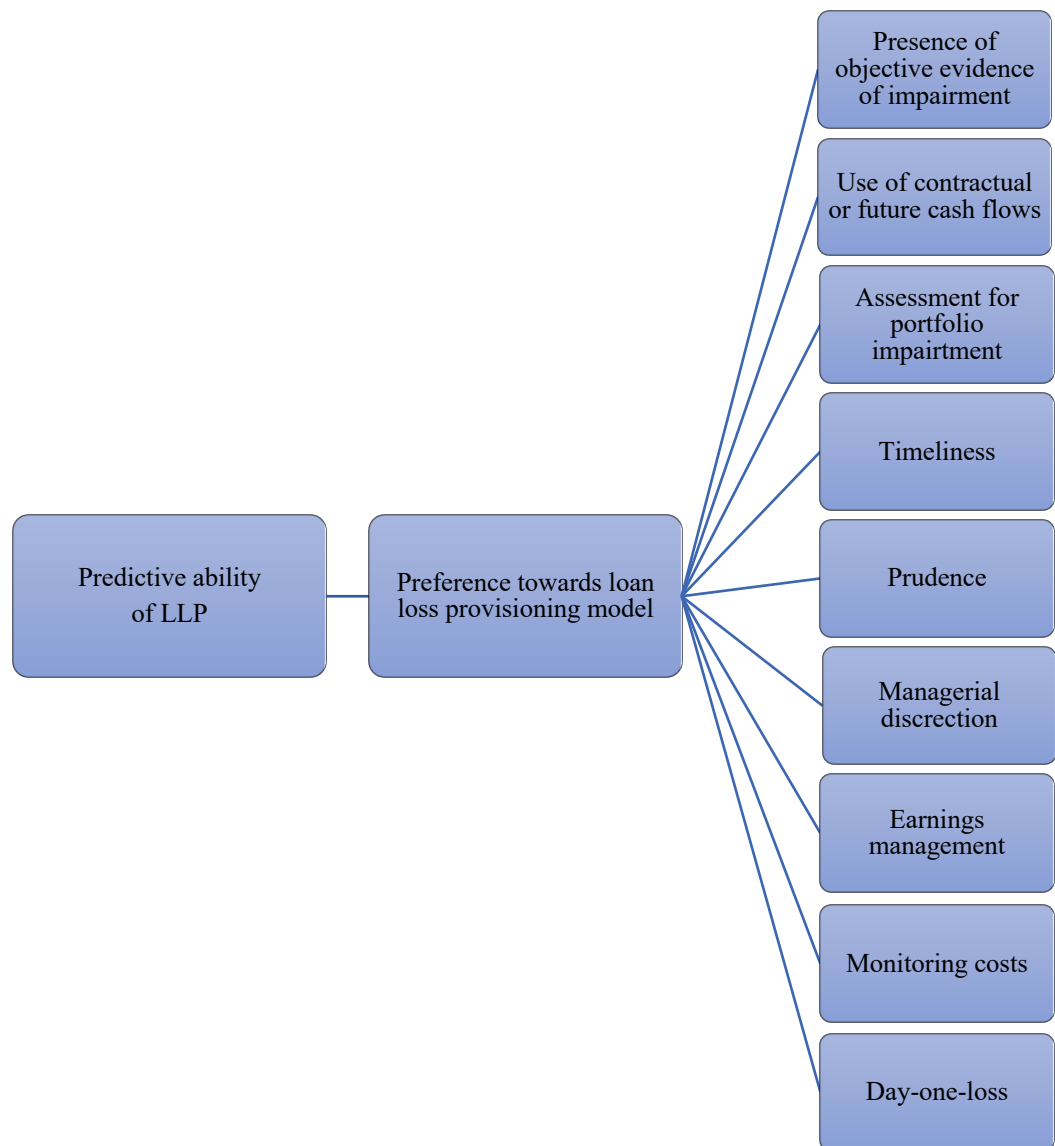 Predictive ability
of LLP
Preference towards loan
loss provisioning model
Presence of
objective evidence
of impairment
Use of contractual
or future cash flows
Assessment for
portfolio
impairtment
Timeliness
Prudence
Managerial
discrection
Earnings
management
Monitoring costs
Day-one-loss